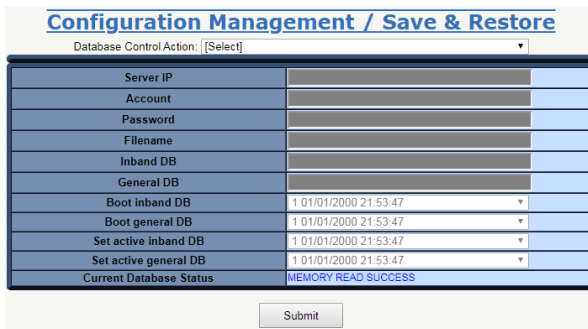 Configuration Management / Save & Restore
Database Control Action: [Select]
Server IP
Account
Password
Filename
Inband DB
General DB
Boot inband DB 1 01/01/2000 21:53:47
Boot general DB 1 01/01/2000 21:53:47
Set active inband DB 1 01/01/2000 21:53:47
Set active general DB 1 01/01/2000 21:53:47
Current Database Status MEMORY READ SUCCESS
Submit